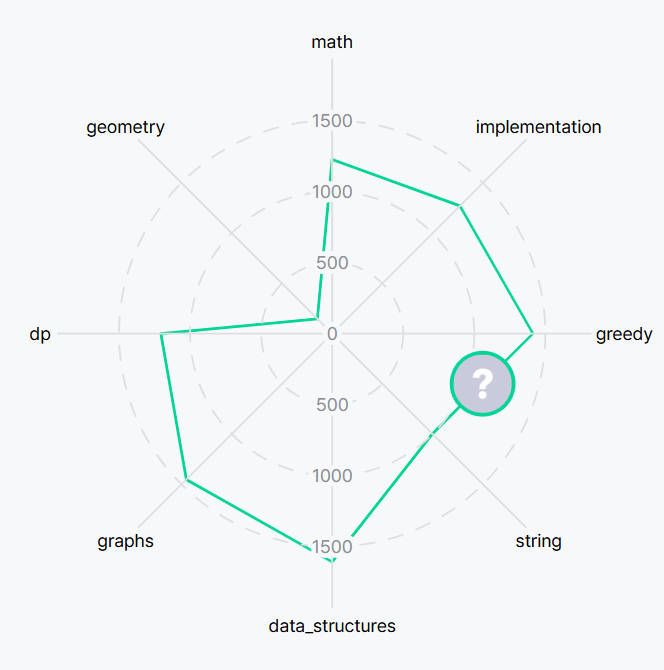 math
geometry
implementation
1500
1000
500
dp
0
greedy
?
500
1000
1500
graphs
string
data_structures